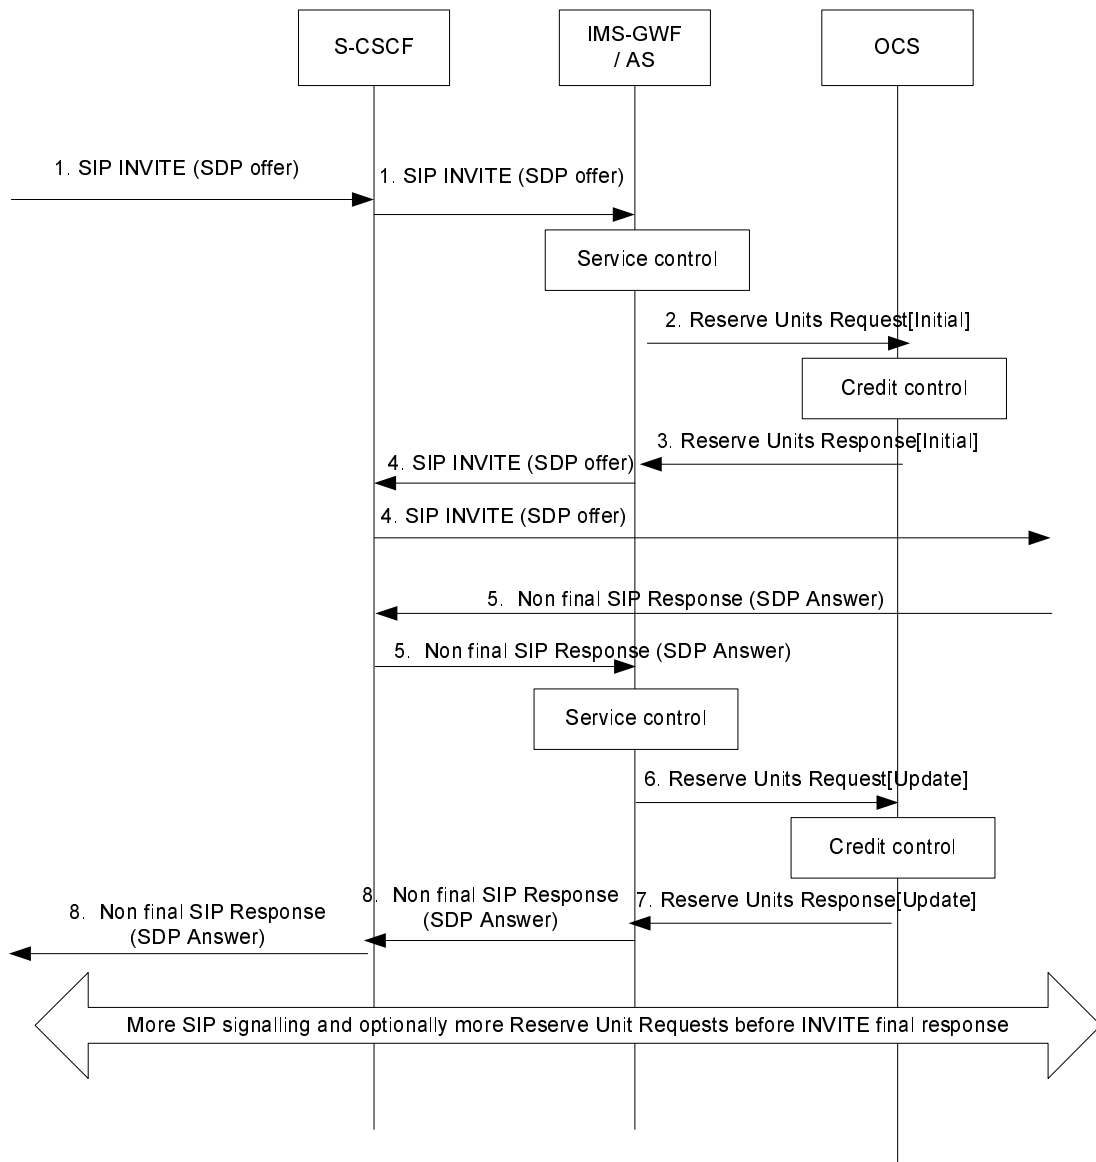 S-CSCF
IMS-GWF
/ AS
OCS
1. SIP INVITE (SDP offer)
1. SIP INVITE (SDP offer)
Service control
2. Reserve Units Request[Initial]
Credit control
3. Reserve Units Response[Initial]
4. SIP INVITE (SDP offer)
4. SIP INVITE (SDP offer)
5. Non final SIP Response (SDP Answer)
5. Non final SIP Response (SDP Answer)
Service control
6. Reserve Units Request[Update]
Credit control
7. Reserve Units Response[Update]
8. Non final SIP Response
(SDP Answer)
8. Non final SIP Response
(SDP Answer)
More SIP signalling and optionally more Reserve Unit Requests before INVITE final response